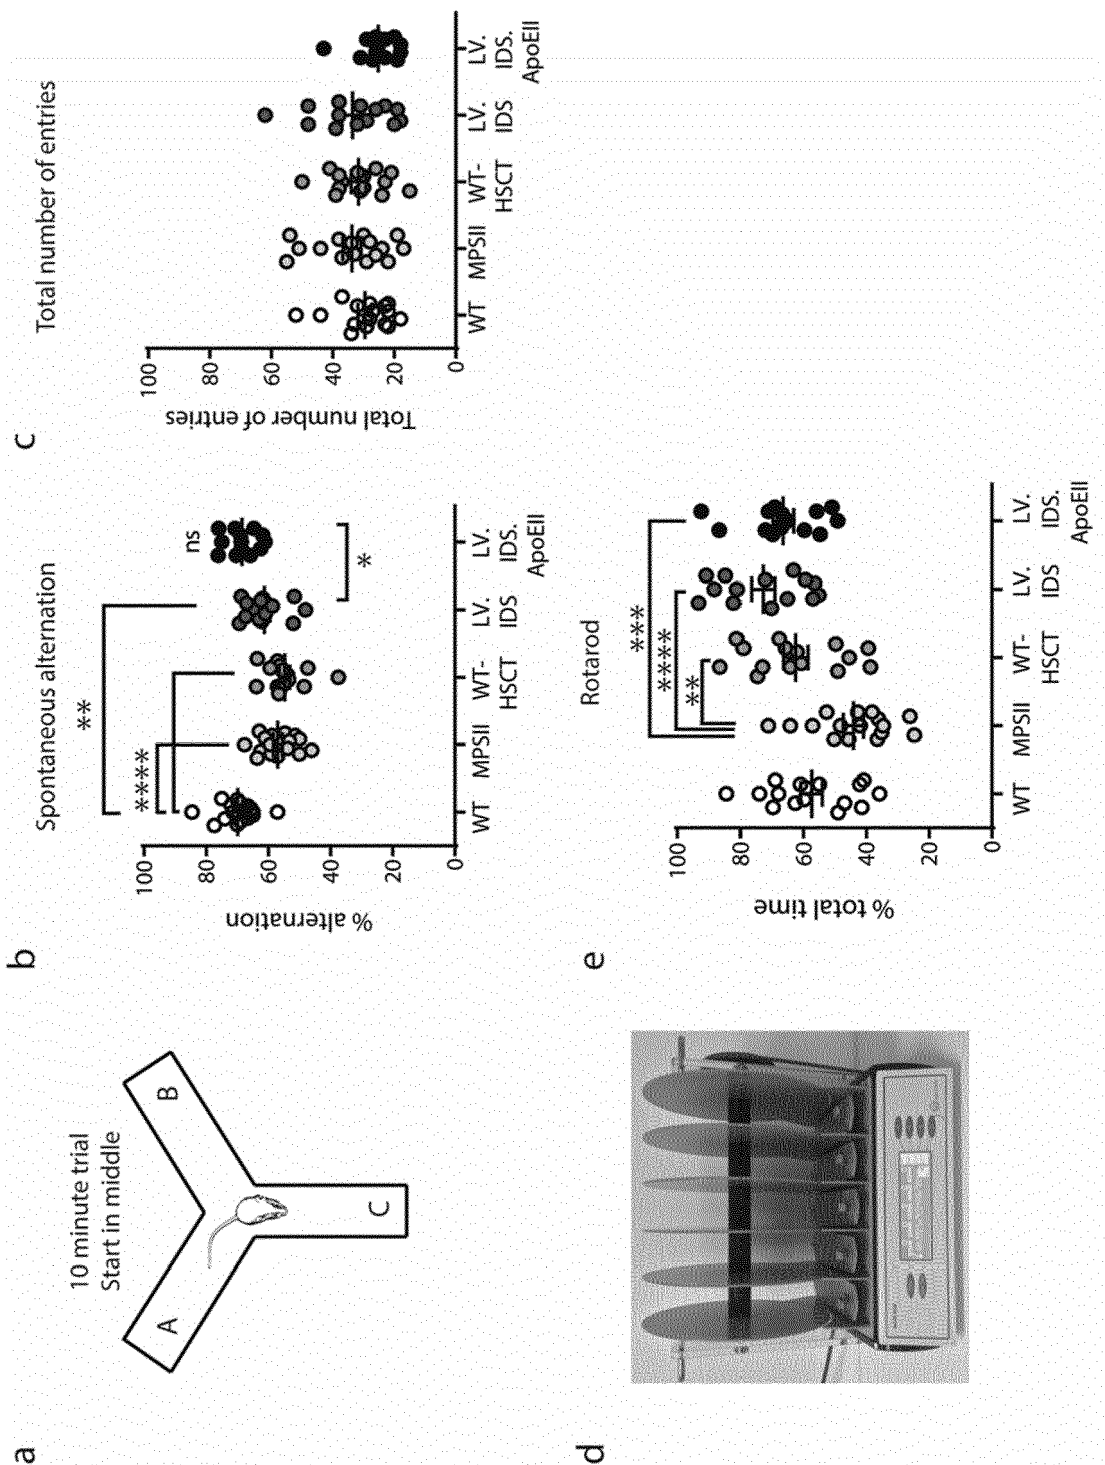 a
10 minute trial
Start in middle
A
B
C
b
Spontaneous alternation
% alternation
100
80
60
40
20
0
**
****
ns
*
WT
MPSII
WT-
HSCT
LV.
IDS
LV.
IDS.
ApoEII
c
Total number of entries
Total number of entries
100
80
60
40
20
0
WT
MPSII
WT-
HSCT
LV.
IDS
LV.
IDS.
ApoEII
d
e
Rotarod
% total time
100
80
60
40
20
0
***
****
**
WT
MPSII
WT-
HSCT
LV.
IDS
LV.
IDS.
ApoEII